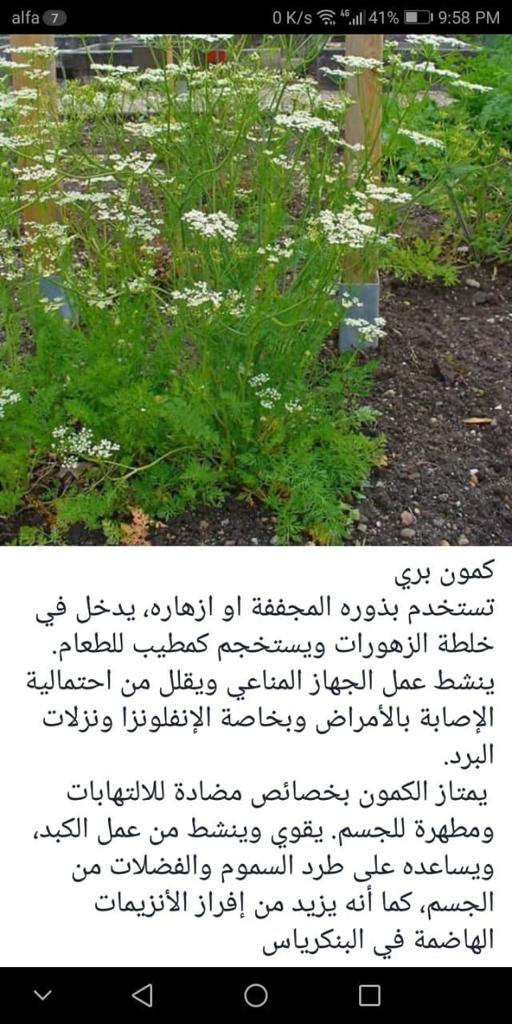 alfa 7 0 K/s 4G 41% 9:58 PM
كمون بري
تستخدم بذوره المجففة او ازهاره، يدخل في
خلطة الزهورات ويستخجم كمطيب للطعام.
ينشط عمل الجهاز المناعي ويقلل من احتمالية
الإصابة بالأمراض وبخاصة الإنفلونزا ونزلات
البرد.
يمتاز الكمون بخصائص مضادة للالتهابات
ومطهرة للجسم. يقوي وينشط من عمل الكبد،
ويساعده على طرد السموم والفضلات من
الجسم، كما أنه يزيد من إفراز الأنزيمات
الهاضمة في البنكرياس